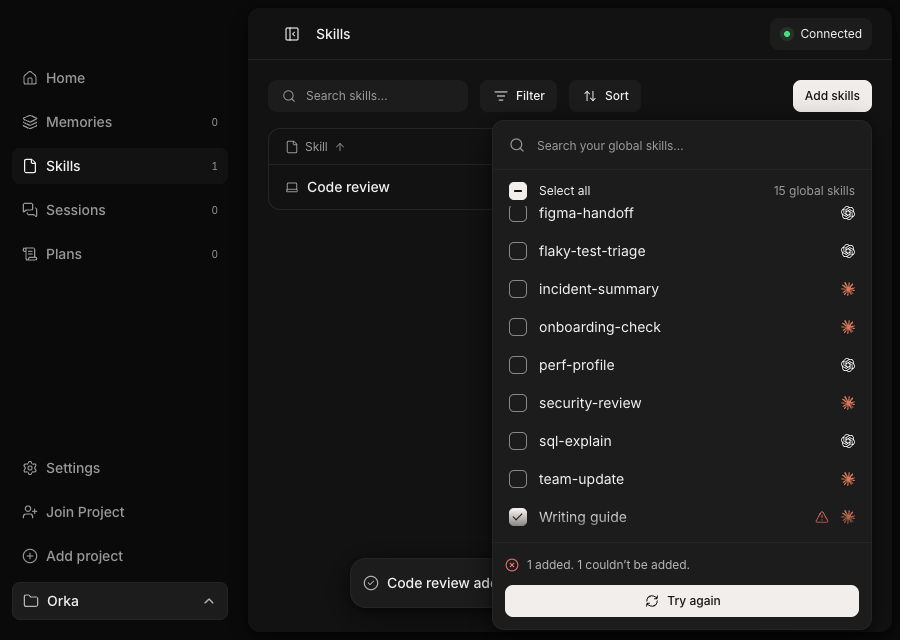 Skills
Connected
Home
Memories 0
Skills 1
Sessions 0
Plans 0
Search skills...
Filter
Sort
Add skills
Skill
Code review
Search your global skills...
Select all
15 global skills
figma-handoff
flaky-test-triage
incident-summary
onboarding-check
perf-profile
security-review
sql-explain
team-update
Writing guide
1 added. 1 couldn't be added.
Try again
Code review
Settings
Join Project
Add project
Orka